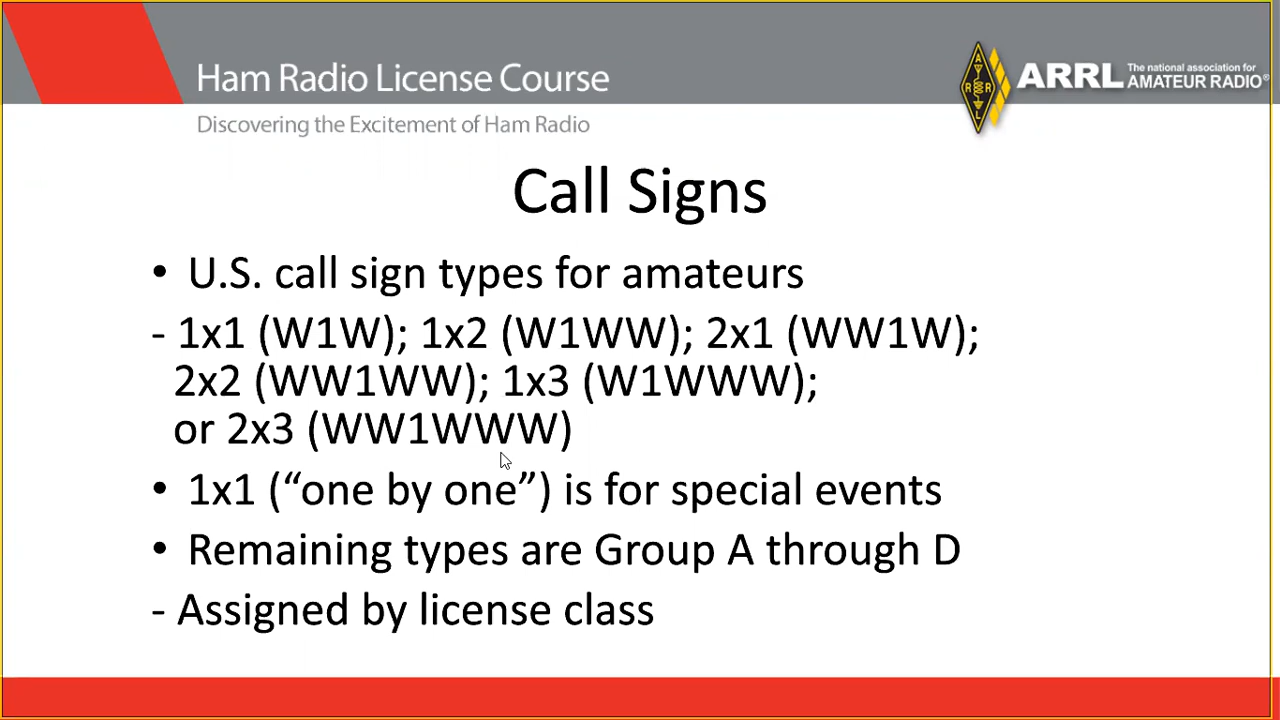 Ham Radio License Course
Discovering the Excitement of Ham Radio
A
R R
L
ARRL The national association for
AMATEUR RADIO®
Call Signs
• U.S. call sign types for amateurs
- 1x1 (W1W); 1x2 (W1WW); 2x1 (WW1W);
2x2 (WW1WW); 1x3 (W1WWW);
or 2x3 (WW1WWW)
• 1x1 (“one by one”) is for special events
• Remaining types are Group A through D
- Assigned by license class